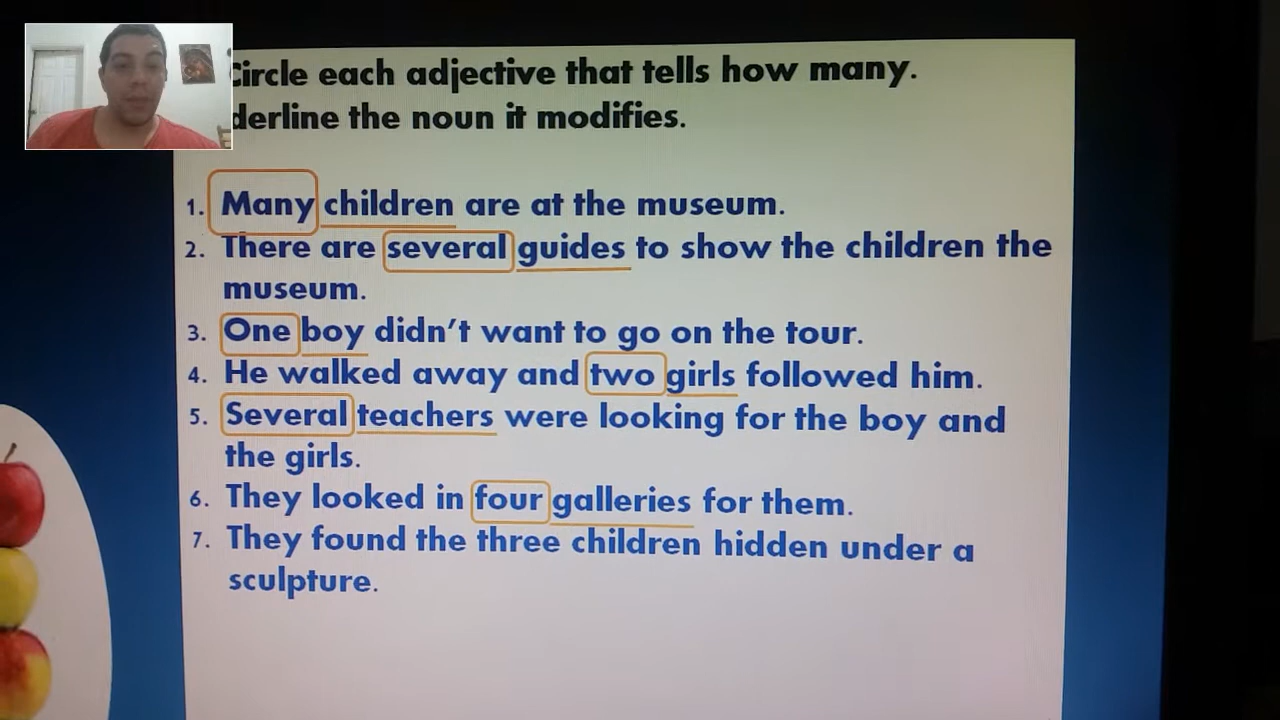 Circle each adjective that tells how many.
derline the noun it modifies.
1. Many children are at the museum.
2. There are several guides to show the children the
museum.
3. One boy didn't want to go on the tour.
4. He walked away and two girls followed him.
5. Several teachers were looking for the boy and
the girls.
6. They looked in four galleries for them.
7. They found the three children hidden under a
sculpture.